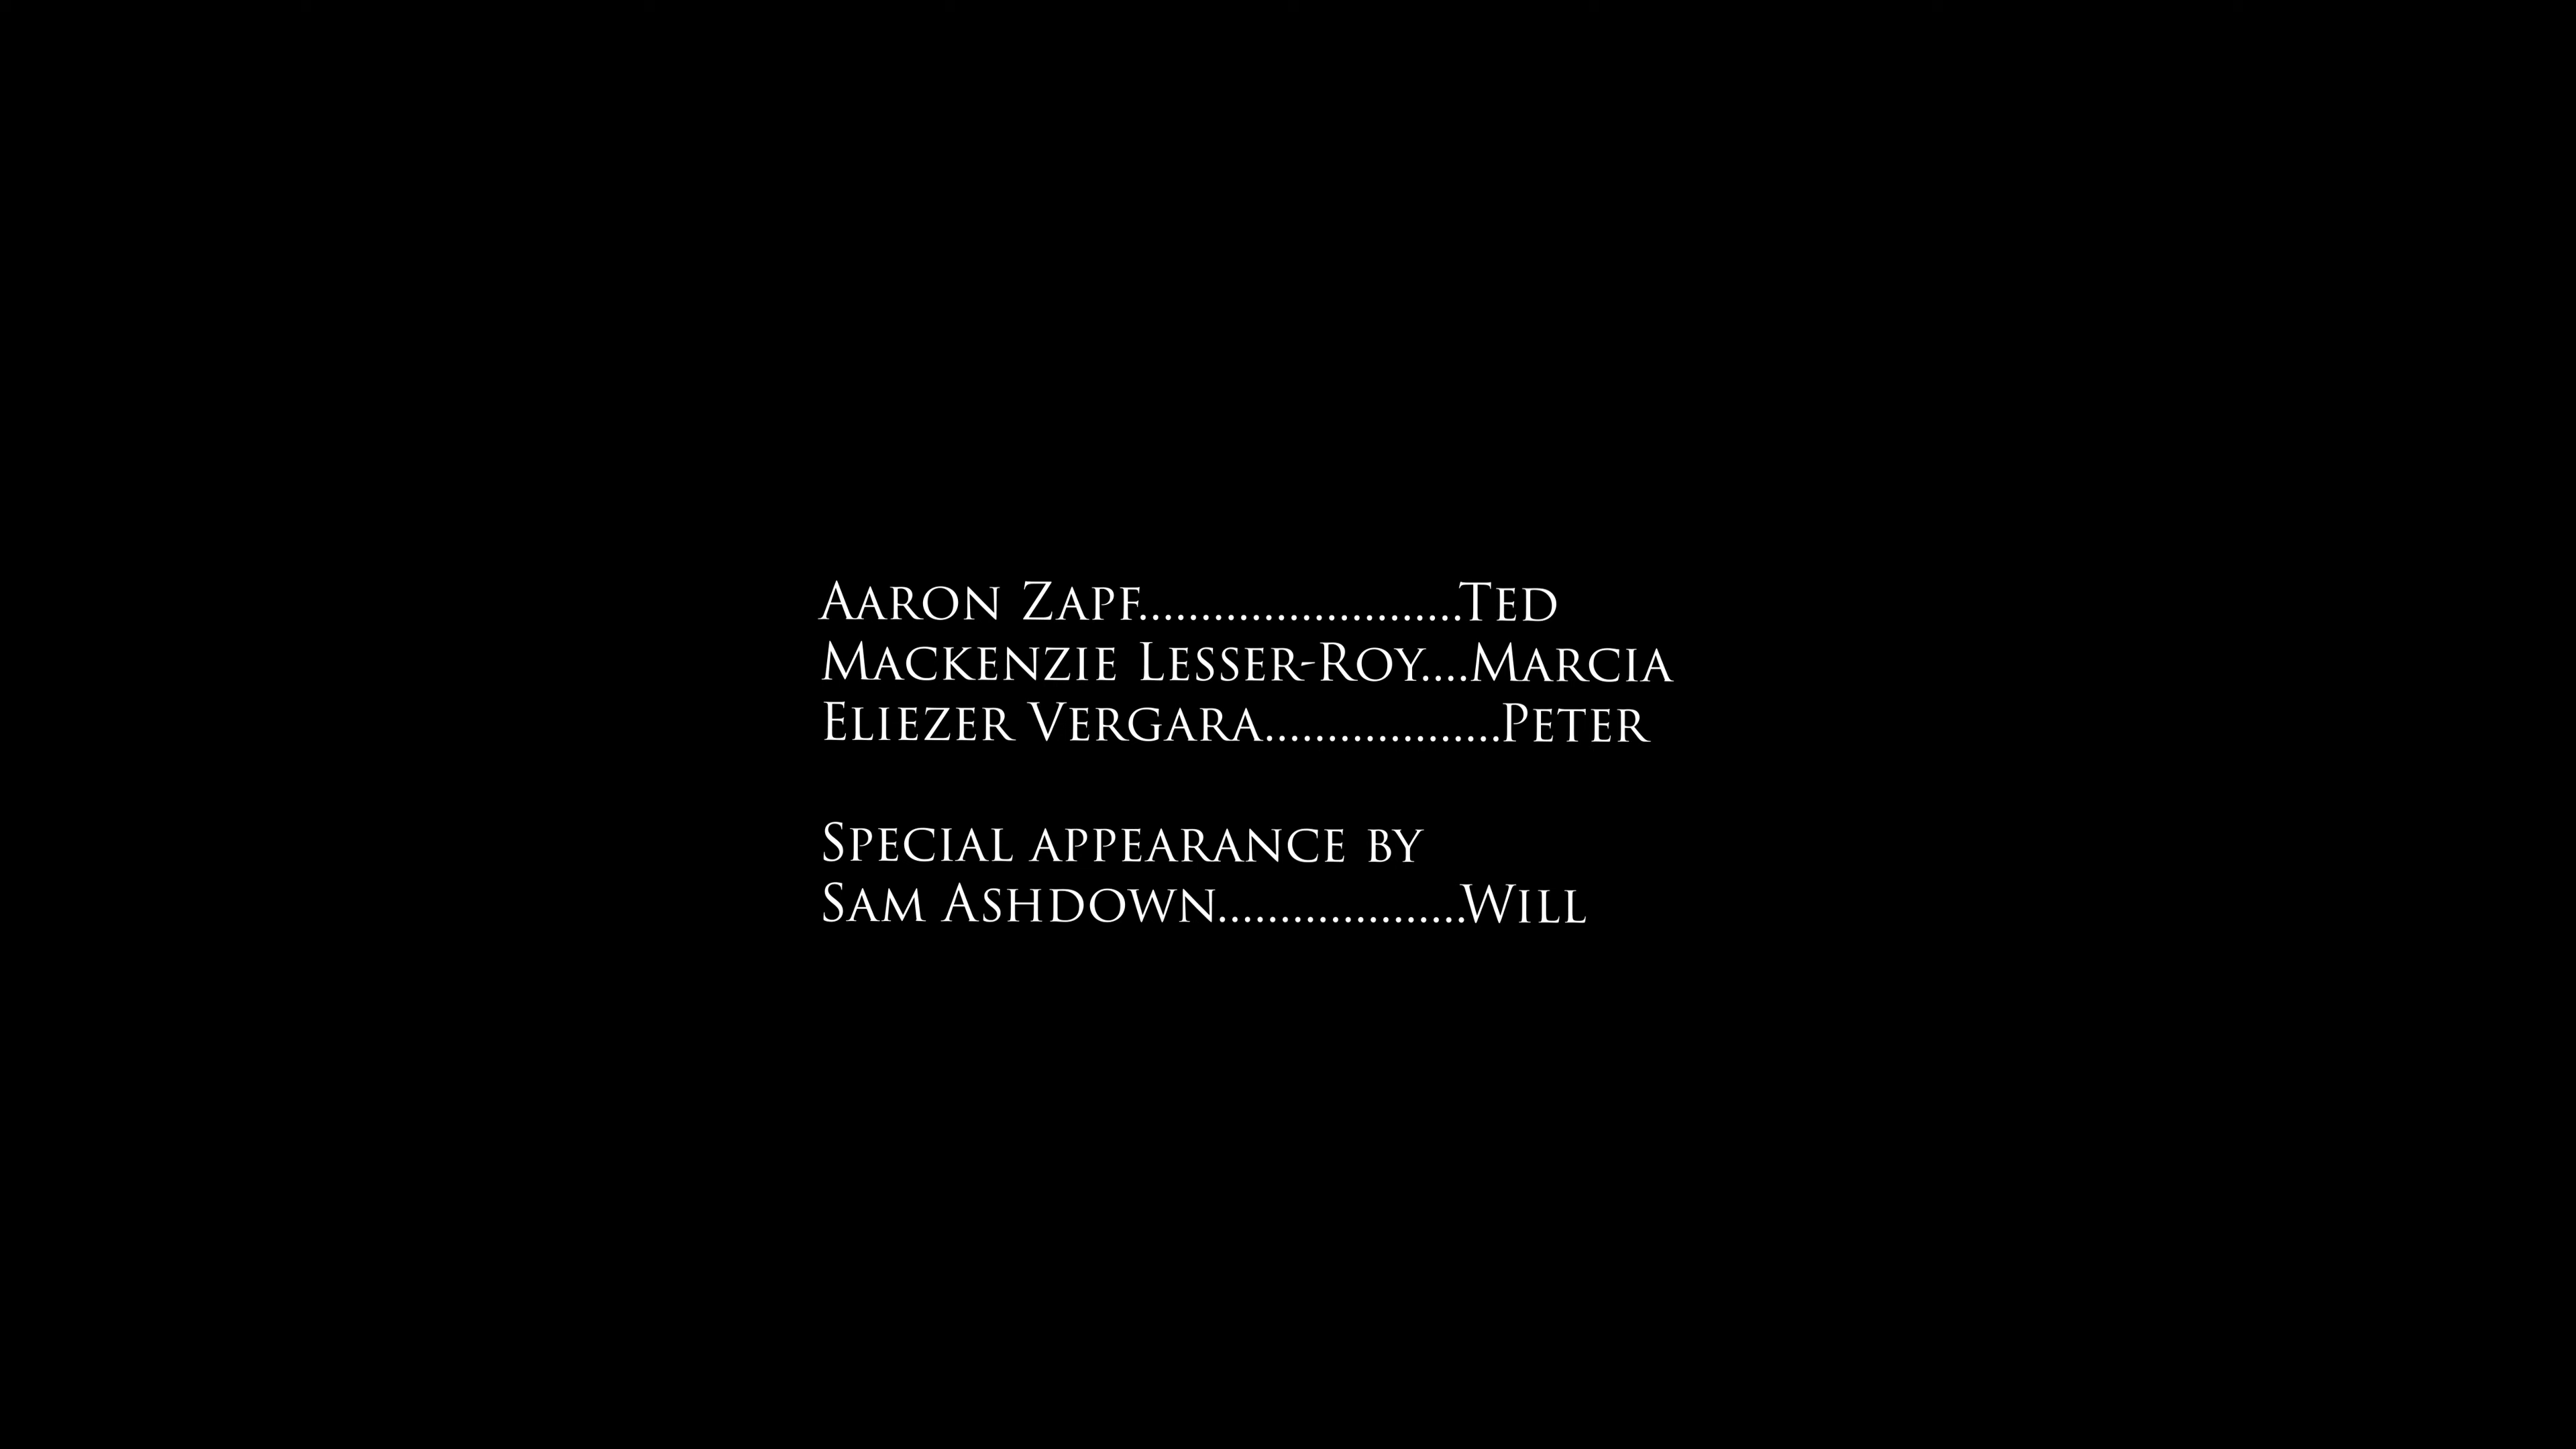 Aaron Zapf..........................Ted
Mackenzie Lesser-Roy....Marcia
Eliezer Vergara...................Peter
Special appearance by
Sam Ashdown....................Will